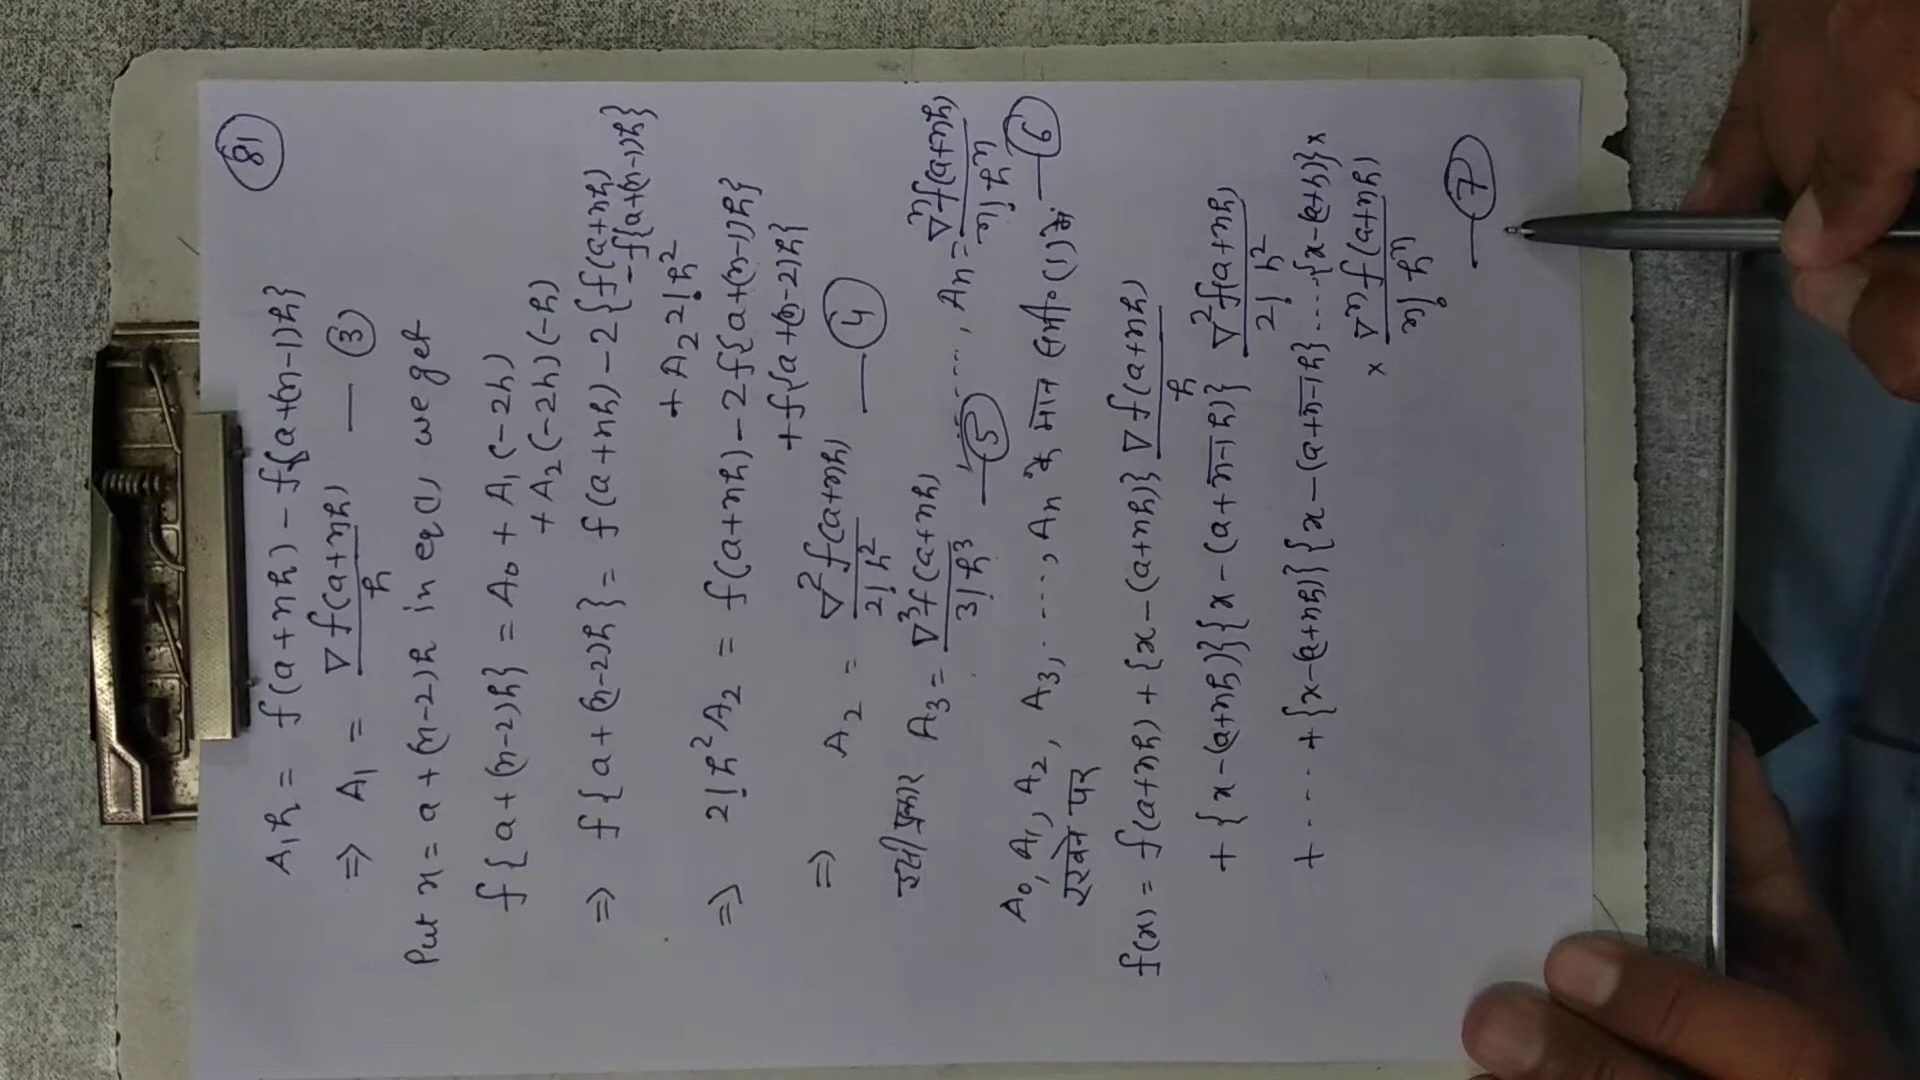 81
A₁h = f(a+nh) - f{a+(n-1)h}
⇒ A₁ = ∇f(a+nh)/h — ③
Put x = a+(n-2)h in eq(1), we get
f{a+(n-2)h} = A₀ + A₁(-2h)
+ A₂(-2h)(-h)
⇒ f{a+(n-2)h} = f(a+nh) - 2{f(a+nh)
- f{a+(n-1)h}
+ A₂ 2! h²
⇒ 2! h² A₂ = f(a+nh) - 2f{a+(n-1)h}
+ f{a+(n-2)h}
⇒ A₂ = ∇²f(a+nh)/2! h² — ④
इसी प्रकार A₃ = ∇³f(a+nh)/3! h³ — ⑤ , ...., An = ∇ⁿf(a+nh)/n! hⁿ — ⑥
A₀, A₁, A₂, A₃, ...., An के मान समी० (1) में
रखने पर
f(x) = f(a+nh) + {x-(a+nh)} ∇f(a+nh)/h
+ {x-(a+nh)}{x-(a+n-1h)} ∇²f(a+nh)/2! h²
+ .... + {x-(a+nh)}{x-(a+n-1h} ....{x-(a+h)} x
x ∇ⁿf(a+nh)/n! hⁿ
— ⑦